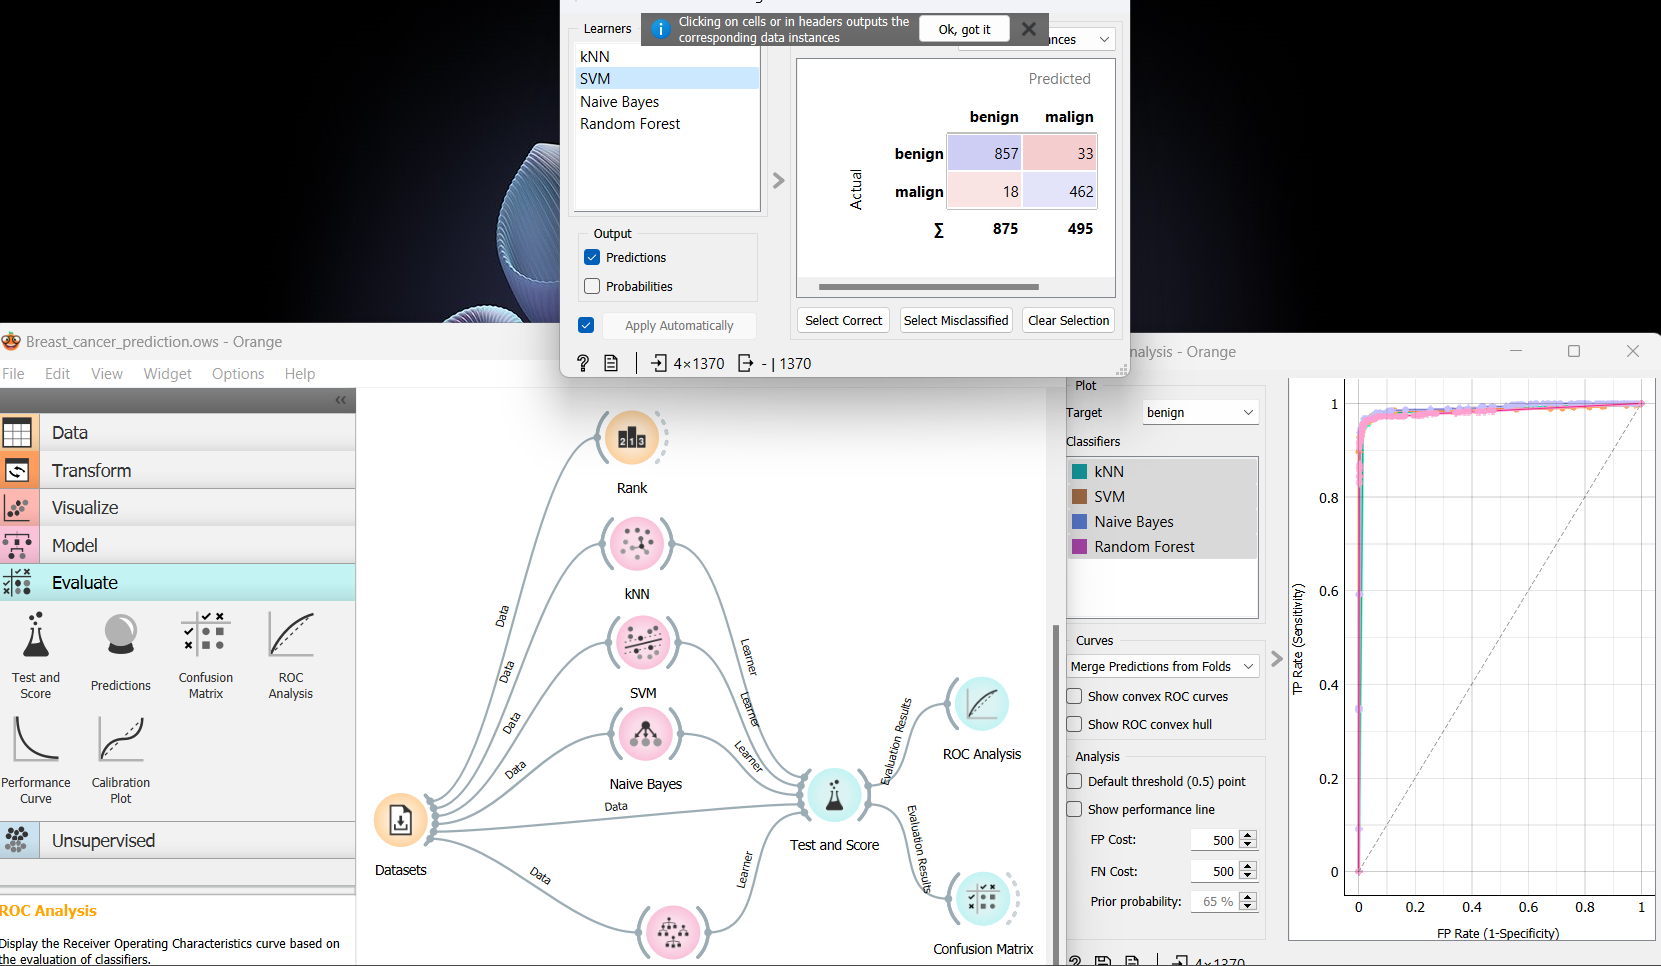 Clicking on cells or in headers outputs the
corresponding data instances
Ok, got it
Learners
kNN
SVM
Naive Bayes
Random Forest
Output
Predictions
Probabilities
Apply Automatically
Predicted
benign malign
Actual
benign 857 33
malign 18 462
∑ 875 495
Select Correct
Select Misclassified
Clear Selection
? 4×1370 - | 1370
Breast_cancer_prediction.ows - Orange
File Edit View Widget Options Help
Data
Transform
Visualize
Model
Evaluate
Test and
Score
Predictions
Confusion
Matrix
ROC
Analysis
Performance
Curve
Calibration
Plot
Unsupervised
ROC Analysis
Display the Receiver Operating Characteristics curve based on
the evaluation of classifiers.
Rank
kNN
SVM
Naive Bayes
Datasets
Test and Score
ROC Analysis
Confusion Matrix
Data
Data
Data
Data
Data
Data
Learner
Learner
Learner
Learner
Evaluation Results
Evaluation Results
nalysis - Orange
Plot
Target benign
Classifiers
kNN
SVM
Naive Bayes
Random Forest
Curves
Merge Predictions from Folds
Show convex ROC curves
Show ROC convex hull
Analysis
Default threshold (0.5) point
Show performance line
FP Cost: 500
FN Cost: 500
Prior probability: 65 %
? 4×1370
TP Rate (Sensitivity)
1
0.8
0.6
0.4
0.2
0
0 0.2 0.4 0.6 0.8 1
FP Rate (1-Specificity)